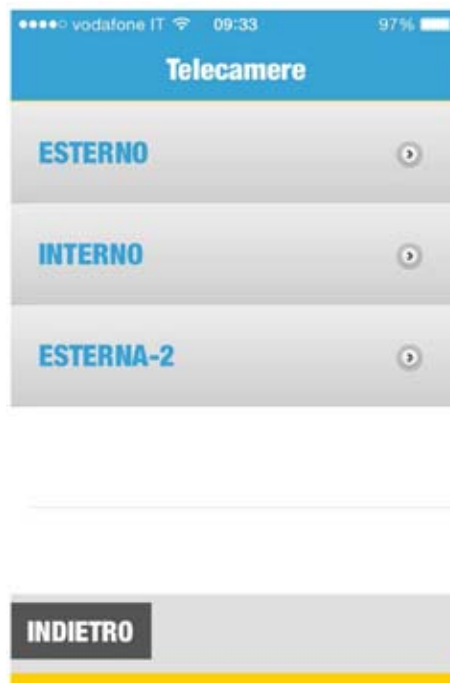 vodafone IT 09:33 97%
Telecamere
ESTERNO
INTERNO
ESTERNA-2
INDIETRO